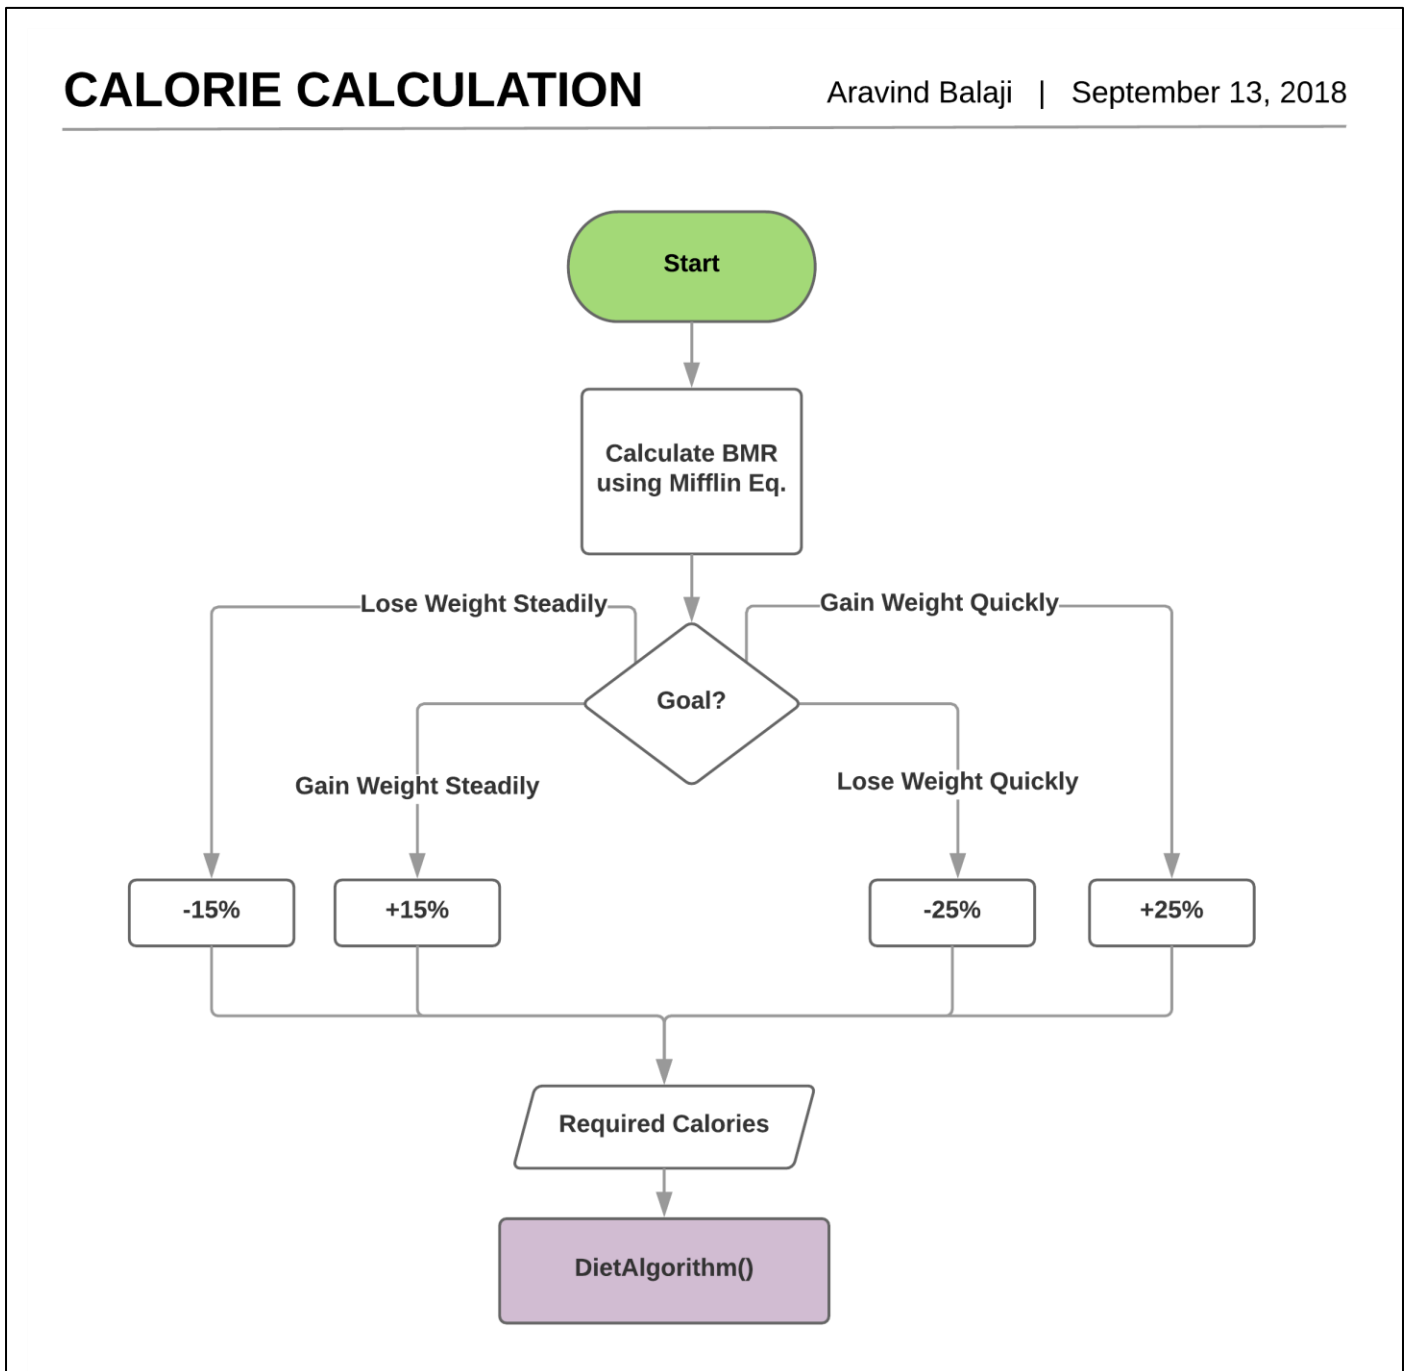 CALORIE CALCULATION
Aravind Balaji | September 13, 2018
Start
Calculate BMR
using Mifflin Eq.
Lose Weight Steadily
Gain Weight Quickly
Goal?
Gain Weight Steadily
Lose Weight Quickly
-15%
+15%
-25%
+25%
Required Calories
DietAlgorithm()